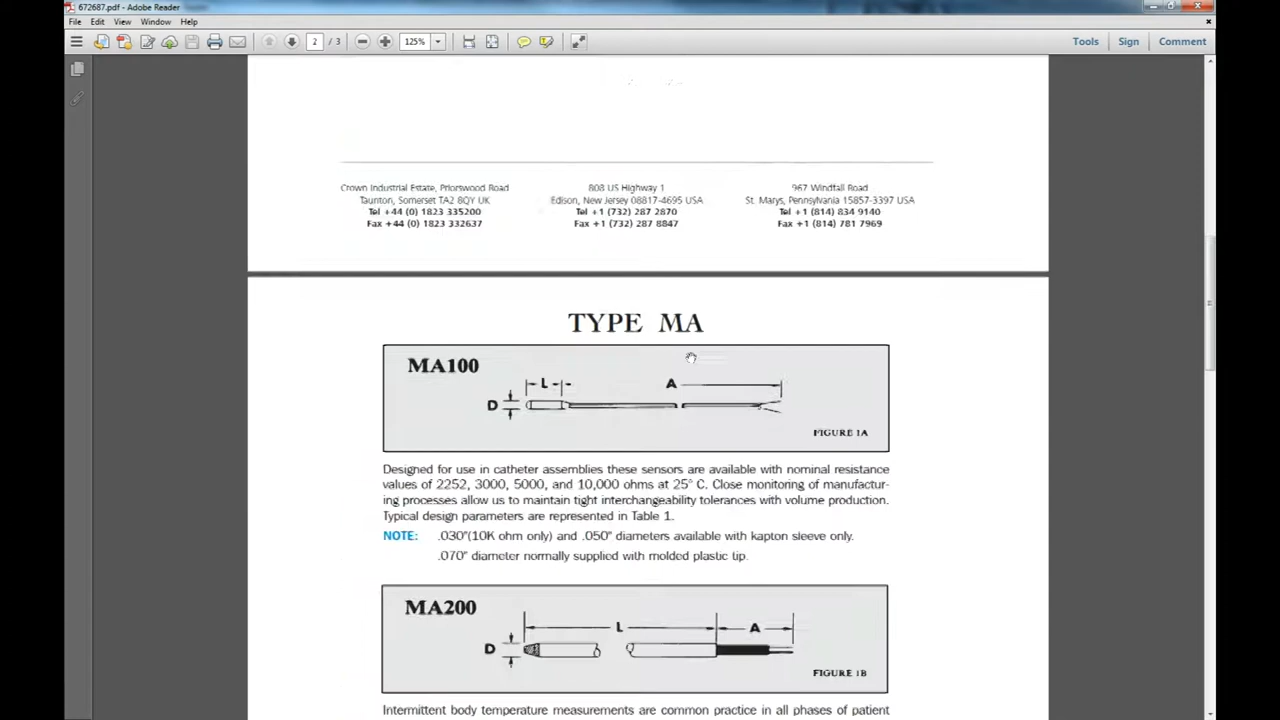 672687.pdf - Adobe Reader
File Edit View Window Help
2 / 3 125% Tools Sign Comment
Crown Industrial Estate, Priorswood Road
Taunton, Somerset TA2 8QY UK
Tel +44 (0) 1823 335200
Fax +44 (0) 1823 332637
808 US Highway 1
Edison, New Jersey 08817-4695 USA
Tel +1 (732) 287 2870
Fax +1 (732) 287 8847
967 Windfall Road
St. Marys, Pennsylvania 15857-3397 USA
Tel +1 (814) 834 9140
Fax +1 (814) 781 7969
TYPE MA
MA100
L A
D
FIGURE 1A
Designed for use in catheter assemblies these sensors are available with nominal resistance
values of 2252, 3000, 5000, and 10,000 ohms at 25° C. Close monitoring of manufactur-
ing processes allow us to maintain tight interchangeability tolerances with volume production.
Typical design parameters are represented in Table 1.
NOTE: .030"(10K ohm only) and .050" diameters available with kapton sleeve only.
.070" diameter normally supplied with molded plastic tip.
MA200
L A
D
FIGURE 1B
Intermittent body temperature measurements are common practice in all phases of patient